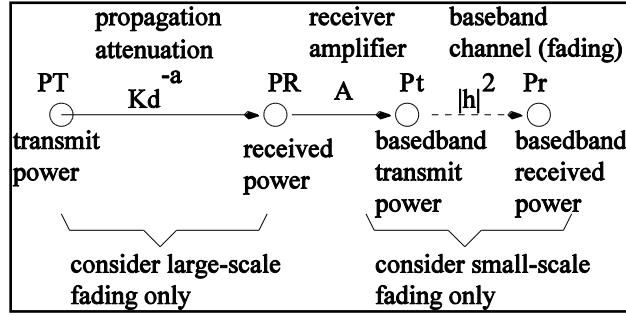 propagation attenuation
receiver amplifier
baseband channel (fading)
PT
Kd^-a
PR
A
Pt
|h|^2
Pr
transmit power
received power
basedband transmit power
basedband received power
consider large-scale fading only
consider small-scale fading only